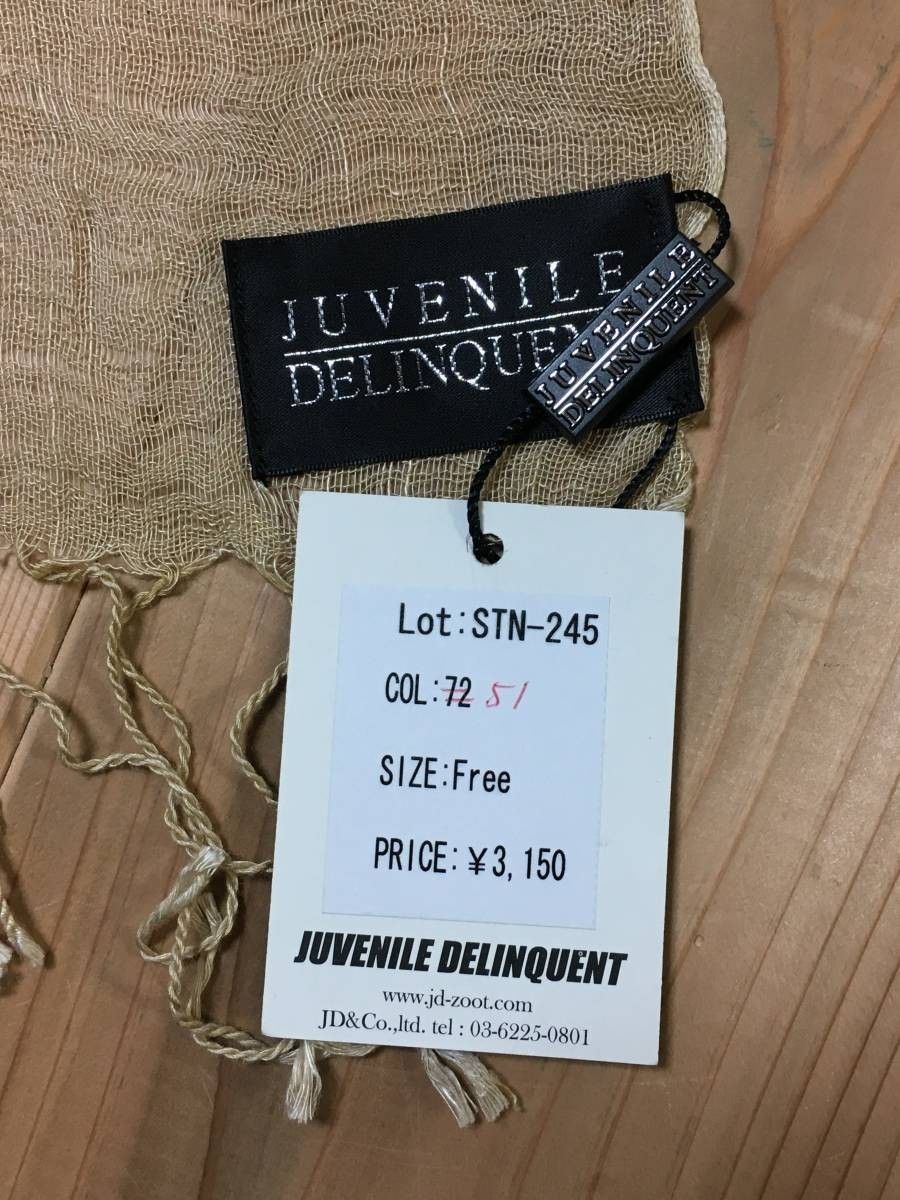 JUVENILE
DELINQUE
JUVENILE
DELINQUENT
Lot:STN-245
COL:72 51
SIZE:Free
PRICE:¥3,150
JUVENILE DELINQUENT
www.jd-zoot.com
JD&Co.,ltd. tel : 03-6225-0801